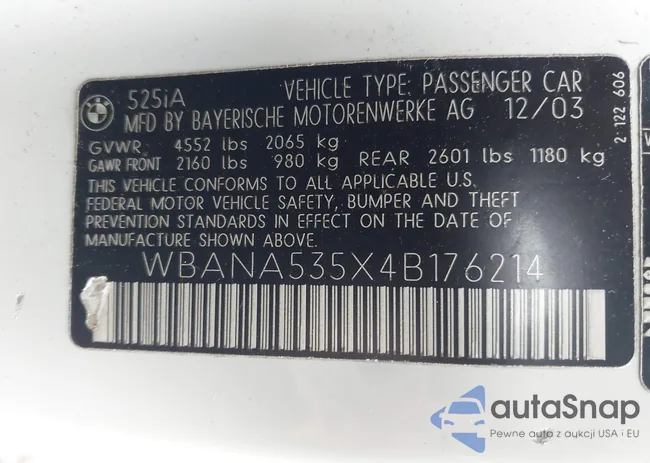 BMW
525iA VEHICLE TYPE: PASSENGER CAR
MFD BY BAYERISCHE MOTORENWERKE AG 12/03
GVWR 4552 lbs 2065 kg
GAWR FRONT 2160 lbs 980 kg REAR 2601 lbs 1180 kg
THIS VEHICLE CONFORMS TO ALL APPLICABLE U.S.
FEDERAL MOTOR VEHICLE SAFETY, BUMPER AND THEFT
PREVENTION STANDARDS IN EFFECT ON THE DATE OF
MANUFACTURE SHOWN ABOVE.
WBANA535X4B176214
2 122 606
autoSnap
Pewne auta z aukcji USA i EU